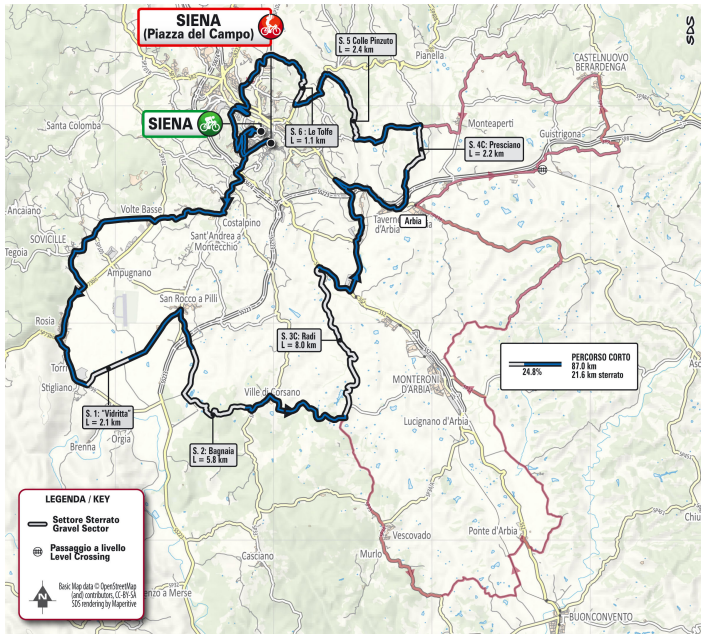 SIENA
(Piazza del Campo)
SDS
S. 5 Colle Pinzuto
L = 2.4 km
Pianella
CASTELNUOVO
BERARDENGA
SIENA
Santa Colomba
S. 6 : Le Tolfe
L = 1.1 km
Monteaperti
Guistrigona
S. 4C: Presciano
L = 2.2 km
Volte Basse
Ancaiano
Costalpino
Taverne
d'Arbia
Arbia
SOVICILLE
Sant'Andrea a
Montecchio
Tegoia
Ampugnano
San Rocco a Pilli
Rosia
S. 3C: Radi
L = 8.0 km
PERCORSO CORTO
87.0 km
24.8%
21.6 km sterrato
Torri
Stigliano
Ville di Corsano
MONTERONI
D'ARBIA
S. 1: "Vidritta"
L = 2.1 km
Lucignano d'Arbia
Orgia
Brenna
S. 2: Bagnaia
L = 5.8 km
LEGENDA / KEY
Settore Sterrato
Gravel Sector
Passaggio a livello
Level Crossing
Vescovado
Ponte d'Arbia
Murlo
Casciano
Basic Map data © OpenStreetMap
(and) contributors, CC-BY-SA
SDS rendering by Maperitive
N
enzo a Merse
BUONCONVENTO